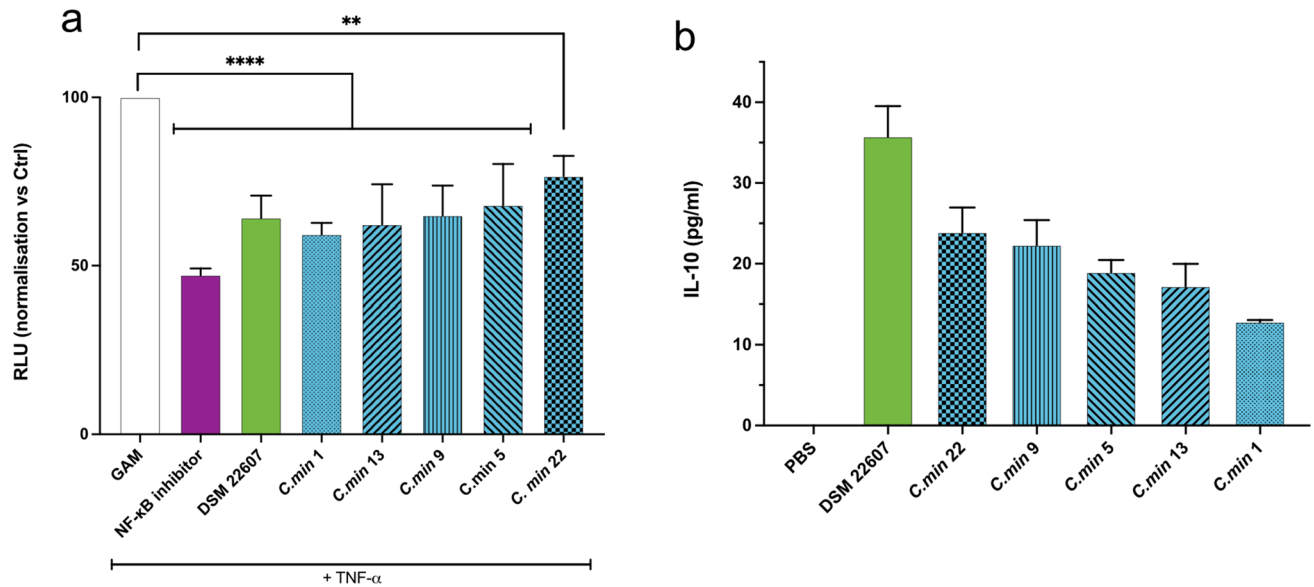 a
**
****
RLU (normalisation vs Ctrl)
100
50
0
GAM
NF-κB inhibitor
DSM 22607
C.min 1
C.min 13
C.min 9
C.min 5
C. min 22
+ TNF-α
b
IL-10 (pg/ml)
40
30
20
10
0
PBS
DSM 22607
C.min 22
C.min 9
C.min 5
C.min 13
C.min 1